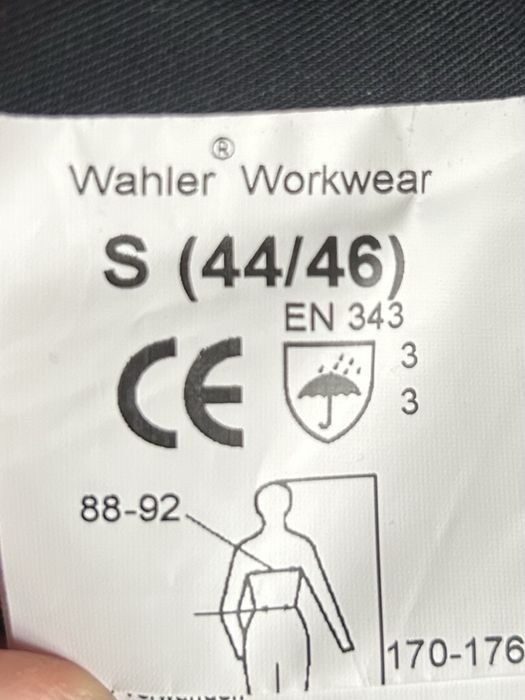 Wahler® Workwear
S (44/46)
EN 343
CE
3
3
88-92
170-176